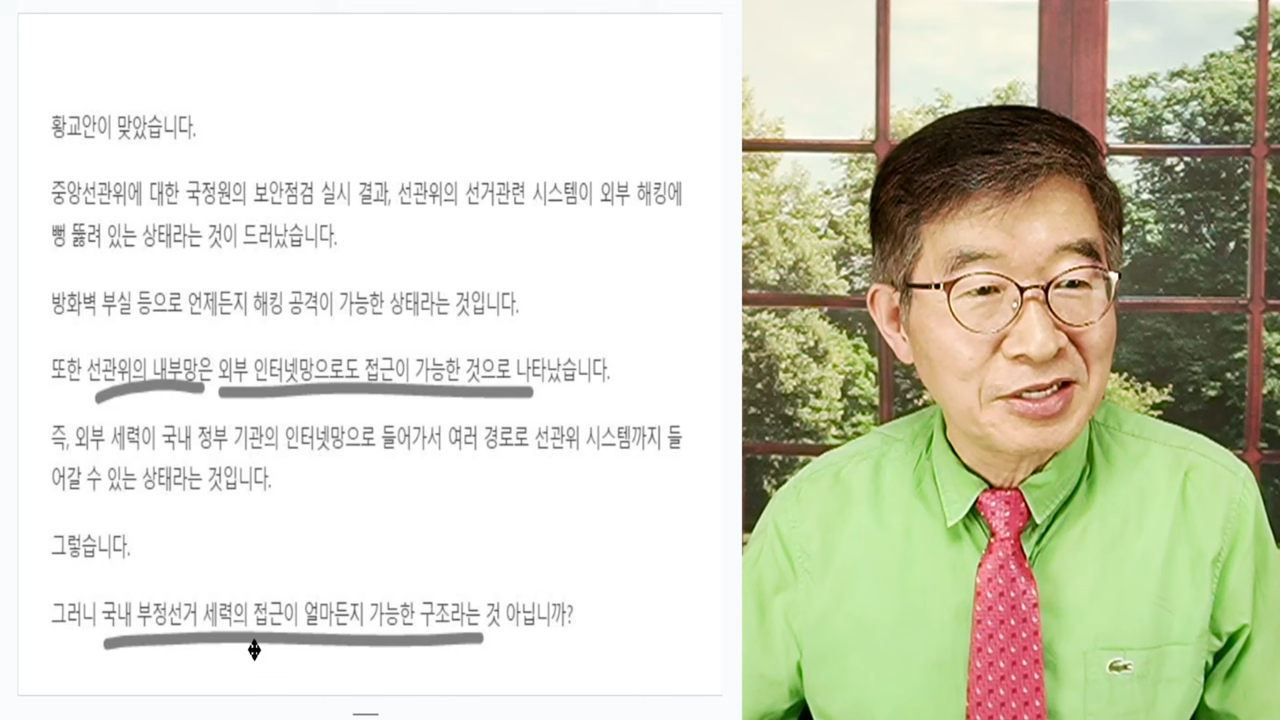 황교안이 맞았습니다.
중앙선관위에 대한 국정원의 보안점검 실시 결과, 선관위의 선거관련 시스템이 외부 해킹에
뻥 뚫려 있는 상태라는 것이 드러났습니다.
방화벽 부실 등으로 언제든지 해킹 공격이 가능한 상태라는 것입니다.
또한 선관위의 내부망은 외부 인터넷망으로도 접근이 가능한 것으로 나타났습니다.
즉, 외부 세력이 국내 정부 기관의 인터넷망으로 들어가서 여러 경로로 선관위 시스템까지 들
어갈 수 있는 상태라는 것입니다.
그렇습니다.
그러니 국내 부정선거 세력의 접근이 얼마든지 가능한 구조라는 것 아닙니까?